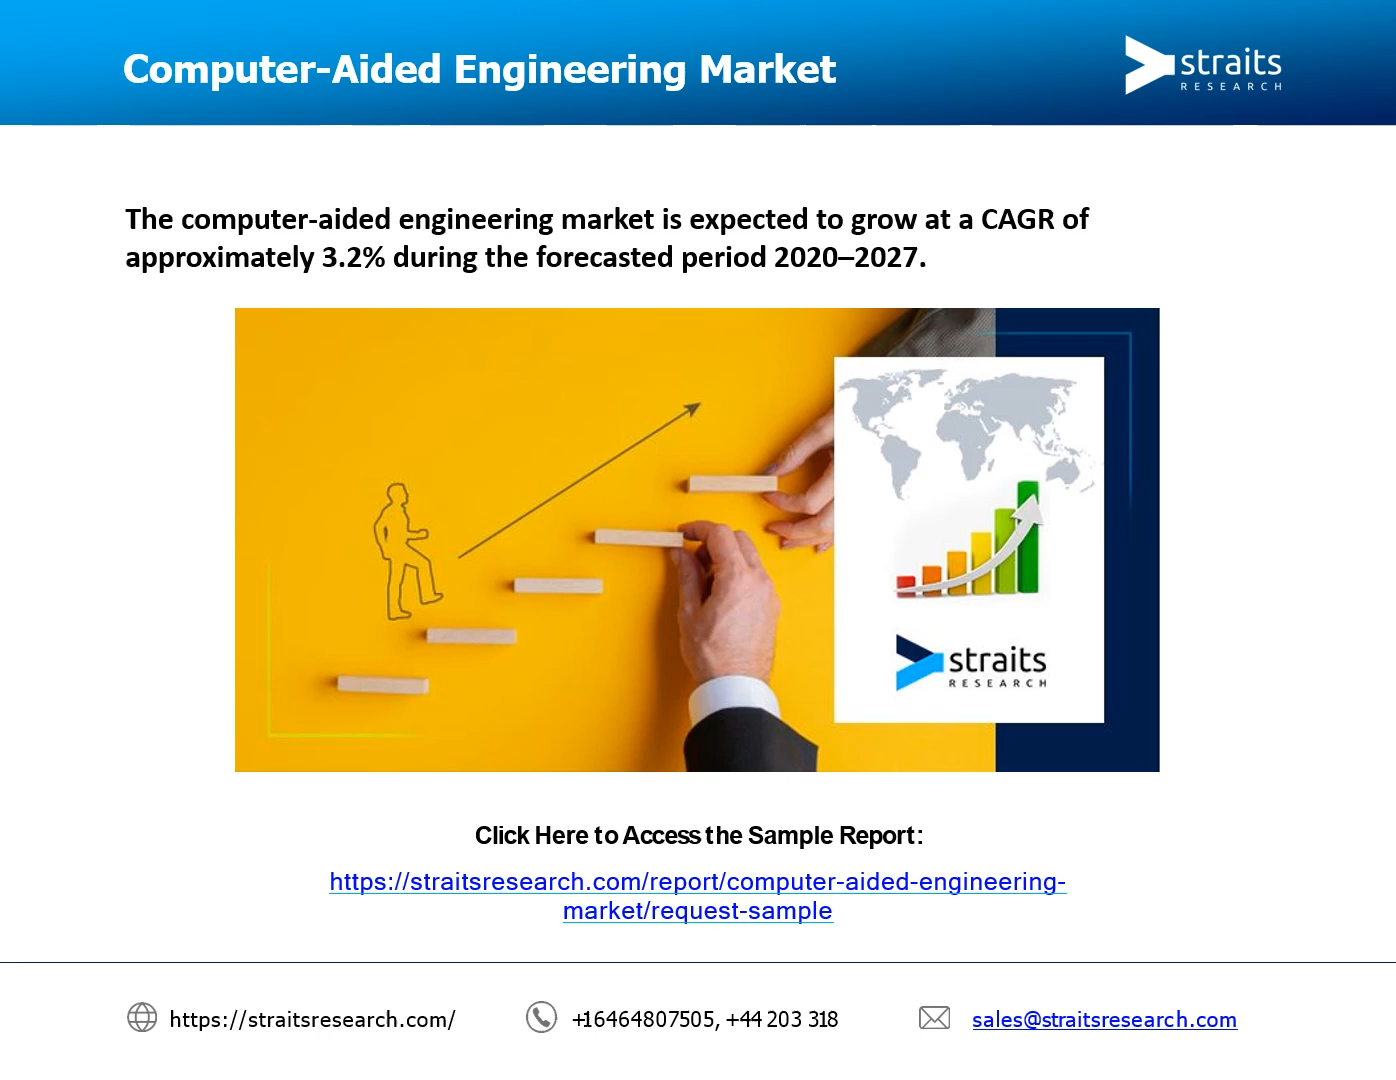 Computer-Aided Engineering Market
straits
RESEARCH
The computer-aided engineering market is expected to grow at a CAGR of
approximately 3.2% during the forecasted period 2020–2027.
straits
RESEARCH
Click Here to Access the Sample Report:
https://straitsresearch.com/report/computer-aided-engineering-
market/request-sample
https://straitsresearch.com/
+16464807505, +44 203 318
sales@straitsresearch.com